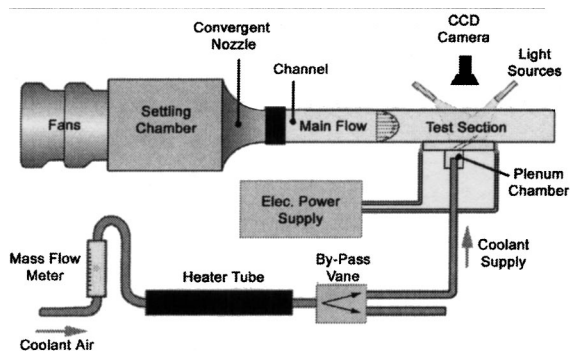 CCD
Camera
Convergent
Nozzle
Light
Sources
Channel
Settling
Chamber
Fans
Main Flow
Test Section
Plenum
Chamber
Elec. Power
Supply
Mass Flow
Meter
Heater Tube
By-Pass
Vane
Coolant
Supply
Coolant Air